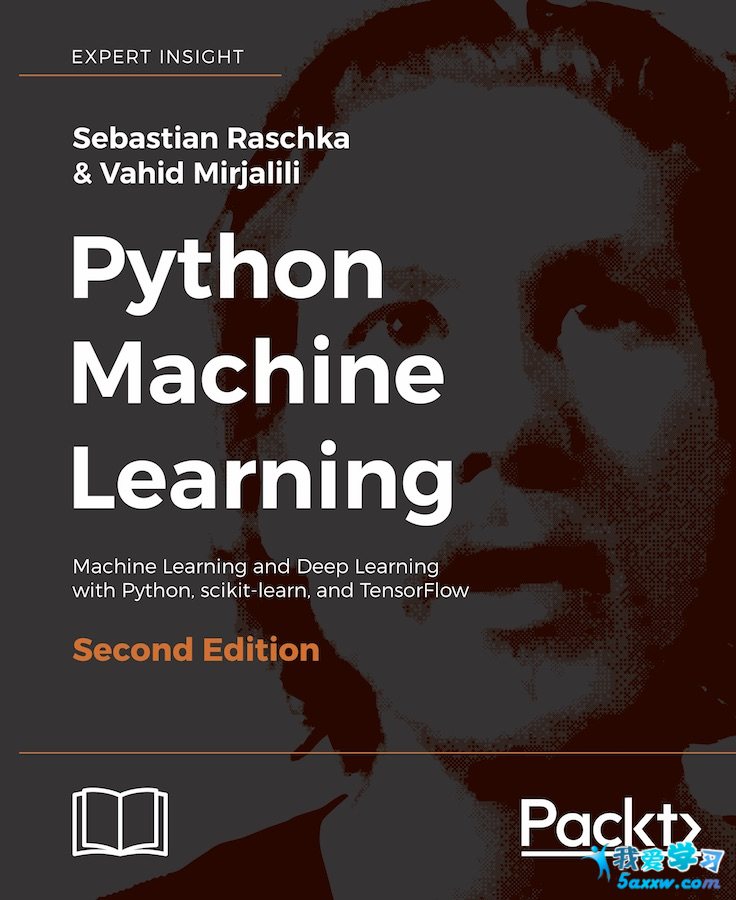 EXPERT INSIGHT
Sebastian Raschka
& Vahid Mirjalili
Python
Machine
Learning
Machine Learning and Deep Learning
with Python, scikit-learn, and TensorFlow
Second Edition
Packt
我爱学习
5axxw.com